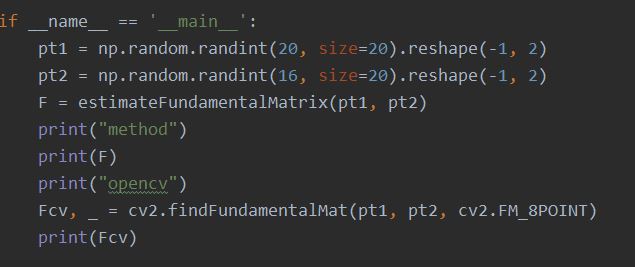 if __name__ == '__main__':
    pt1 = np.random.randint(20, size=20).reshape(-1, 2)
    pt2 = np.random.randint(16, size=20).reshape(-1, 2)
    F = estimateFundamentalMatrix(pt1, pt2)
    print("method")
    print(F)
    print("opencv")
    Fcv, _ = cv2.findFundamentalMat(pt1, pt2, cv2.FM_8POINT)
    print(Fcv)